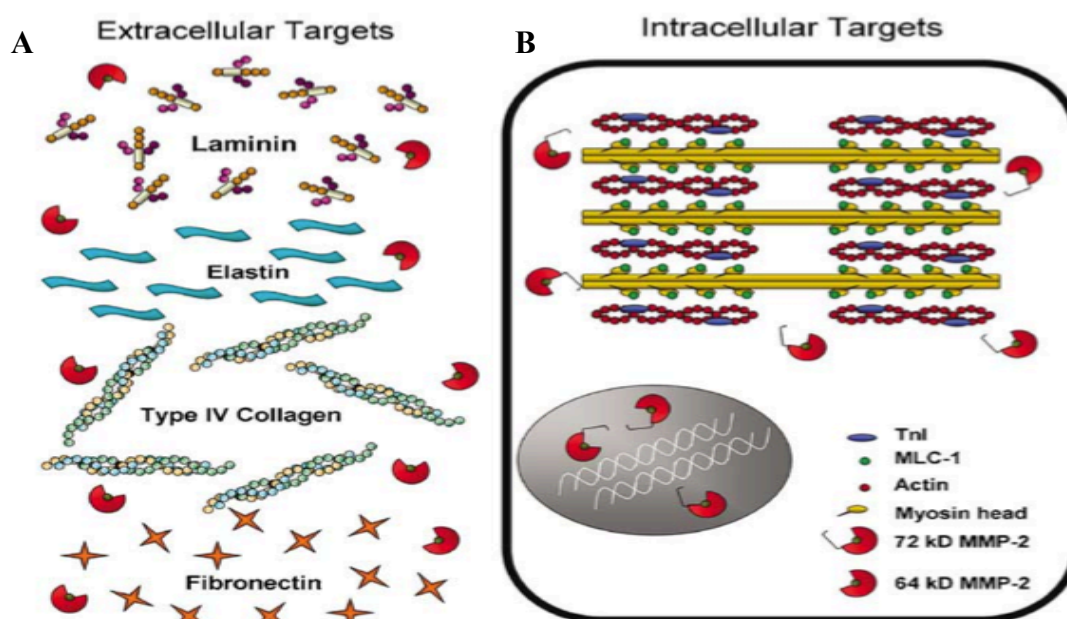 A
Extracellular Targets
Laminin
Elastin
Type IV Collagen
Fibronectin
B
Intracellular Targets
TnI
MLC-1
Actin
Myosin head
72 kD MMP-2
64 kD MMP-2